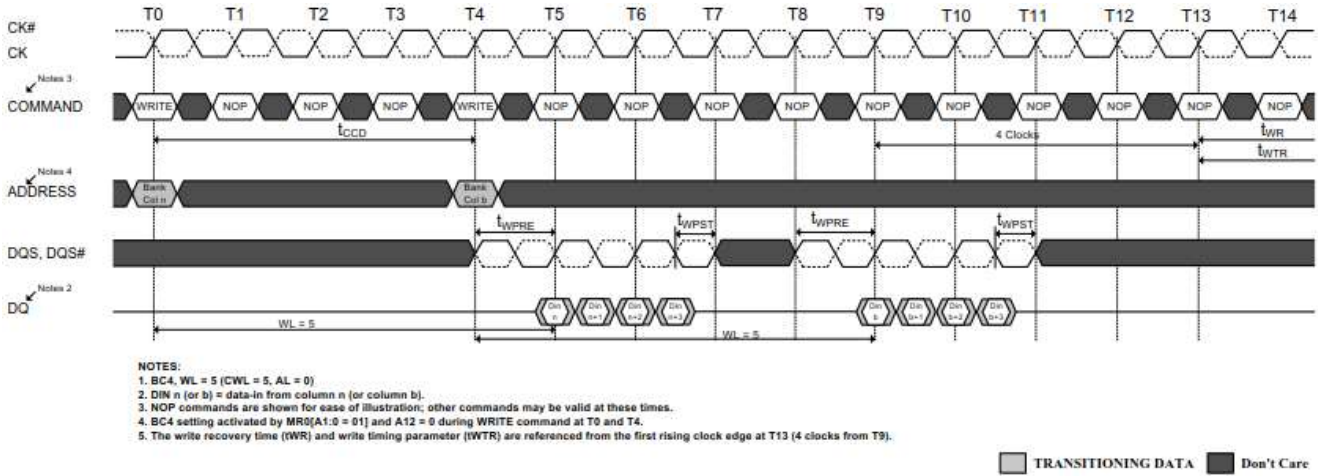 T0 T1 T2 T3 T4 T5 T6 T7 T8 T9 T10 T11 T12 T13 T14
CK#
CK
Notes 3
COMMAND WRITE NOP NOP NOP WRITE NOP NOP NOP NOP NOP NOP NOP NOP NOP NOP
tCCD
4 Clocks
tWR
tWTR
Notes 4
ADDRESS
Bank Col n
Bank Col b
tWPRE tWPST tWPRE tWPST
DQS, DQS#
Notes 2
DQ
Din n
Din n+1
Din n+2
Din n+3
Din b
Din b+1
Din b+2
Din b+3
WL = 5
WL = 5
NOTES:
1. BC4, WL = 5 (CWL = 5, AL = 0)
2. DIN n (or b) = data-in from column n (or column b).
3. NOP commands are shown for ease of illustration; other commands may be valid at these times.
4. BC4 setting activated by MR0[A1:0 = 01] and A12 = 0 during WRITE command at T0 and T4.
5. The write recovery time (tWR) and write timing parameter (tWTR) are referenced from the first rising clock edge at T13 (4 clocks from T9).
TRANSITIONING DATA Don't Care